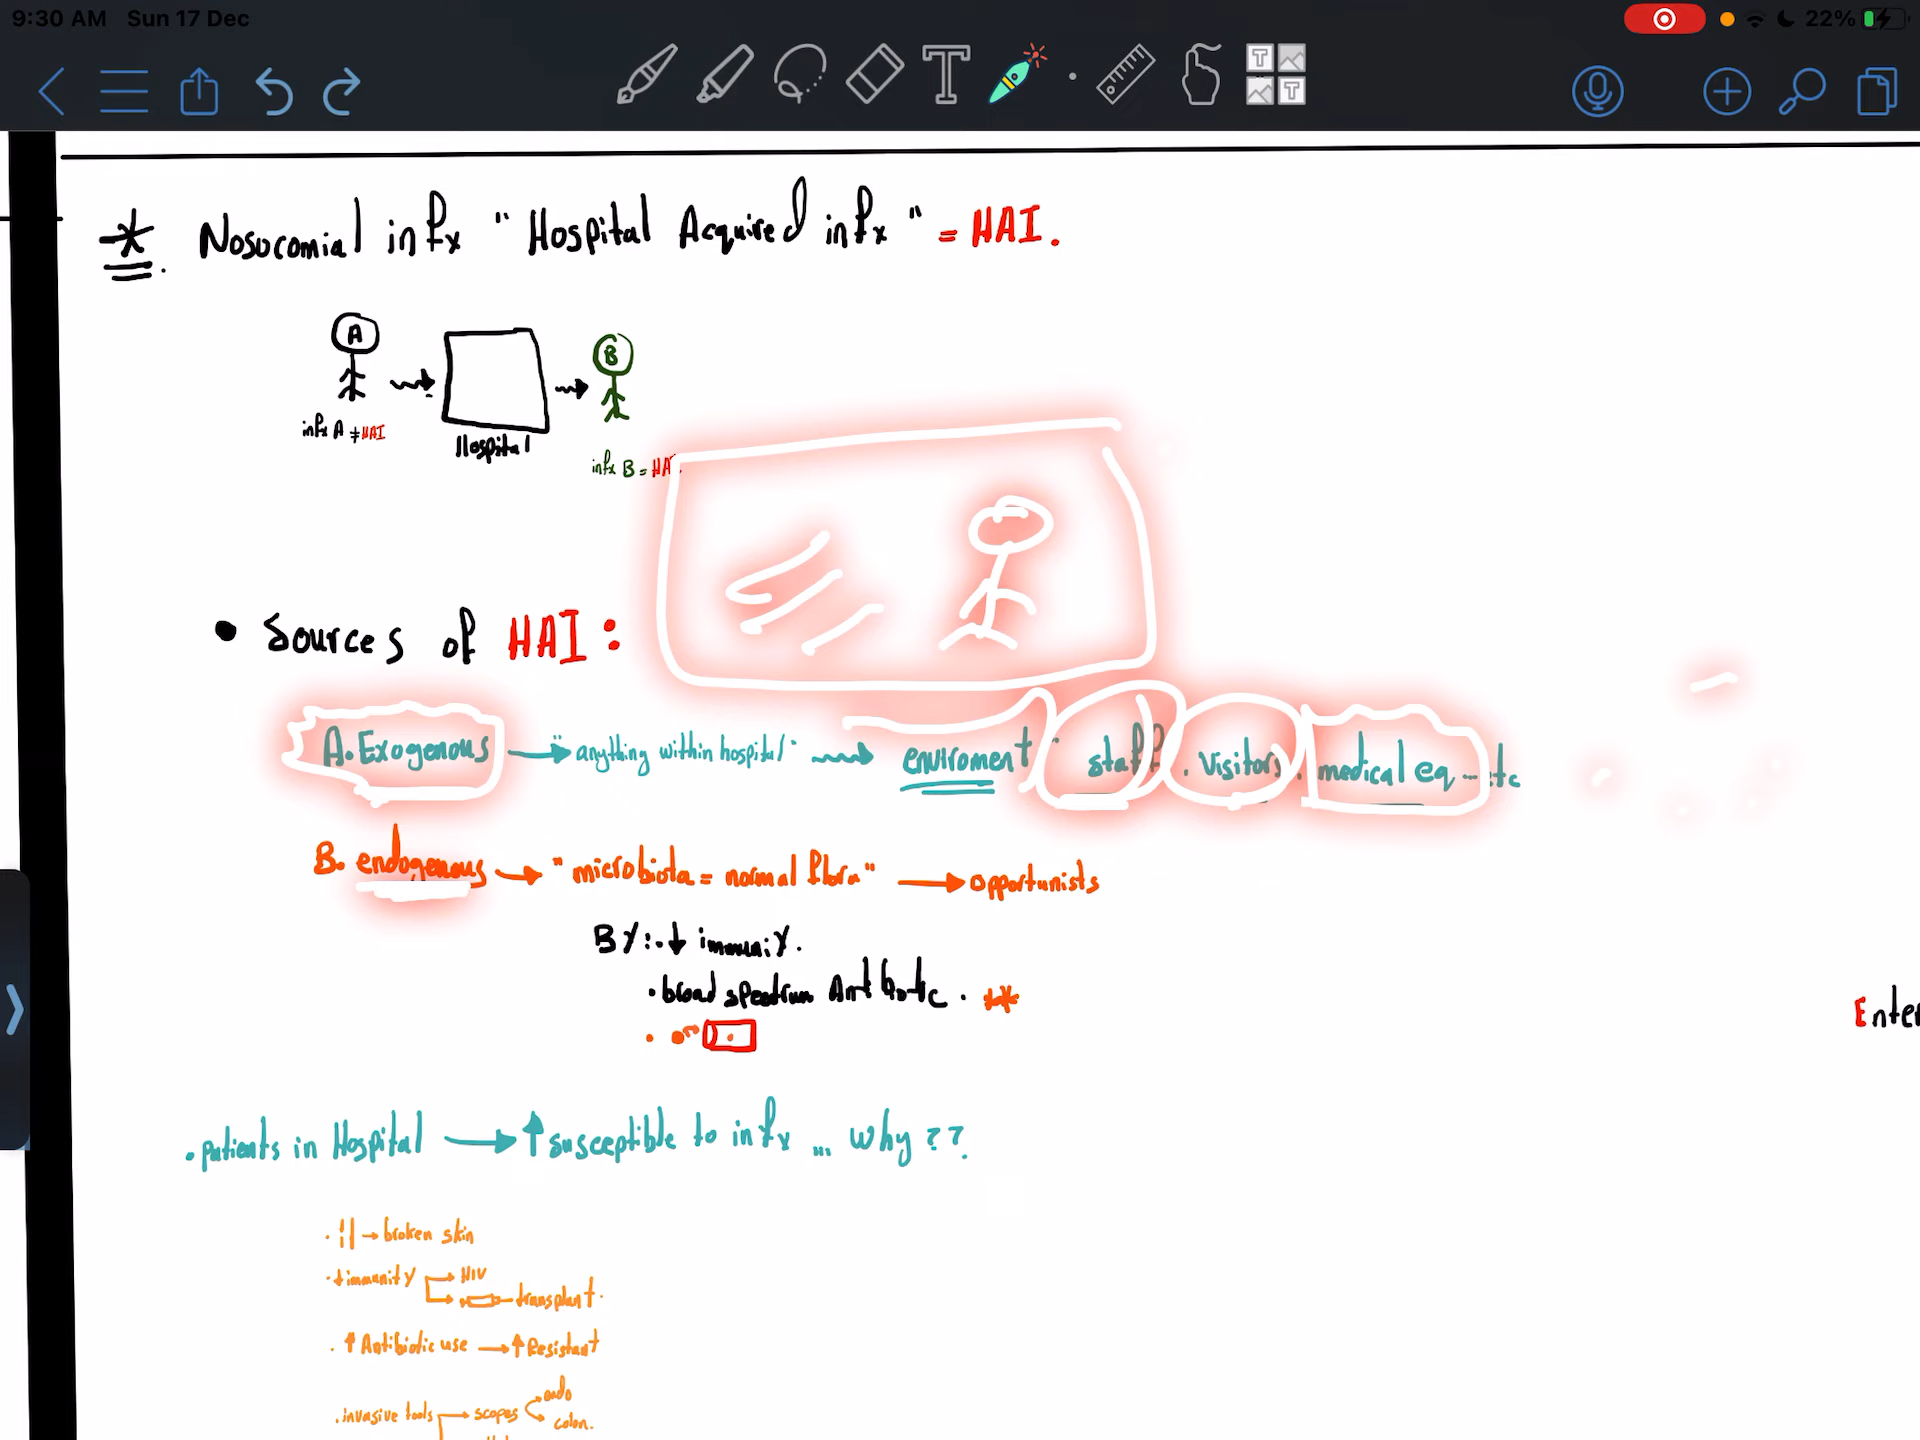 9:30 AM Sun 17 Dec 22%
* Nosocomial infx " Hospital Acquired infx " = HAI.
A B
infx A ≠ HAI
Hospital
infx B = HA
• Sources of HAI :
A. Exogenous → "anything within hospital" → enviroment . staff . visitors . medical eq -- etc
B. endogenous → " microbiota = normal flora " → opportunists
BY : . ↓ immunity.
. broad spectrum Antibiotic .
Enter
. patients in Hospital → ↑ susceptible to infx ... why ??
. → broken skin
. ↓ immunity → HIV
→ transplant.
. ↑ Antibiotic use → ↑ Resistant
. invasive tools → scopes endo
colon.